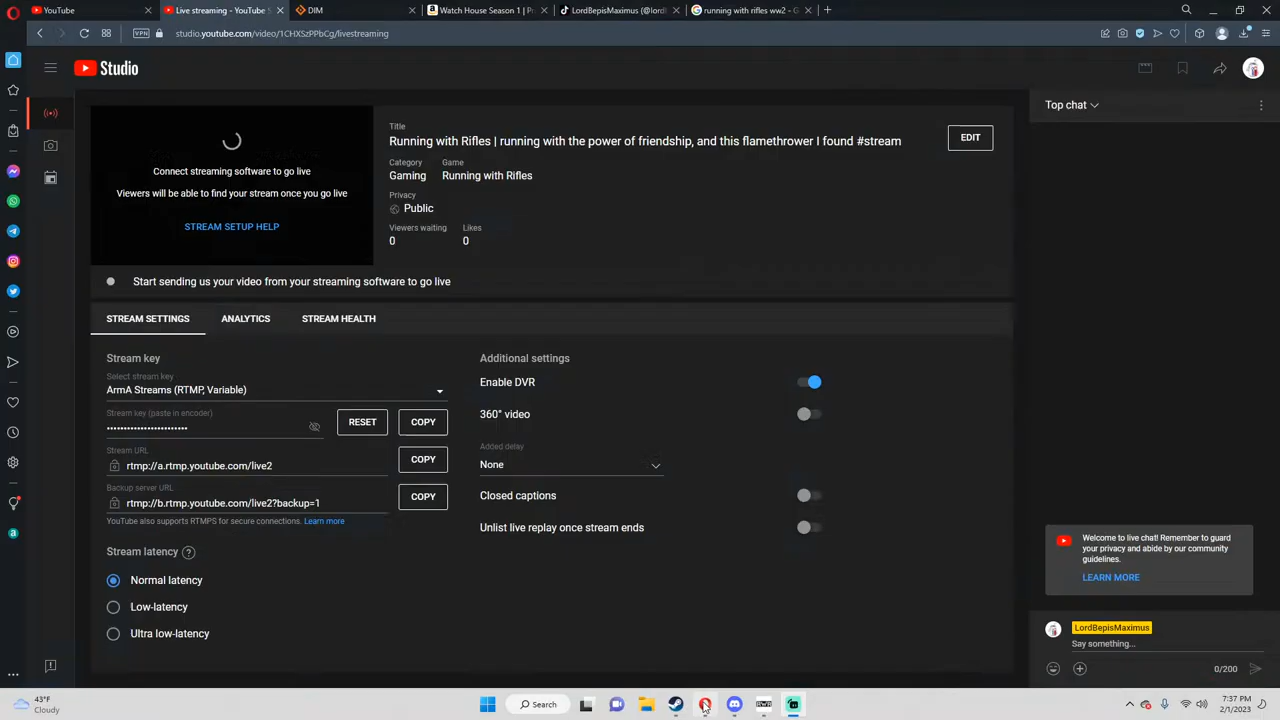 YouTube
Live streaming - YouTube S
DIM
Watch House Season 1 | Pr
LordBepisMaximus (@lord
running with rifles ww2 - G
VPN
studio.youtube.com/video/1CHXSzPPbCg/livestreaming
Studio
Connect streaming software to go live
Viewers will be able to find your stream once you go live
STREAM SETUP HELP
Title
Running with Rifles | running with the power of friendship, and this flamethrower I found #stream
EDIT
Category
Game
Gaming
Running with Rifles
Privacy
Public
Viewers waiting
Likes
0
0
Start sending us your video from your streaming software to go live
STREAM SETTINGS
ANALYTICS
STREAM HEALTH
Stream key
Select stream key
ArmA Streams (RTMP, Variable)
Stream key (paste in encoder)
••••••••••••••••••••••••
RESET
COPY
Stream URL
rtmp://a.rtmp.youtube.com/live2
COPY
Backup server URL
rtmp://b.rtmp.youtube.com/live2?backup=1
COPY
YouTube also supports RTMPS for secure connections. Learn more
Stream latency
Normal latency
Low-latency
Ultra low-latency
Additional settings
Enable DVR
360° video
Added delay
None
Closed captions
Unlist live replay once stream ends
Top chat
Welcome to live chat! Remember to guard
your privacy and abide by our community
guidelines.
LEARN MORE
LordBepisMaximus
Say something...
0/200
43°F
Cloudy
Search
RWR
7:37 PM
2/1/2023